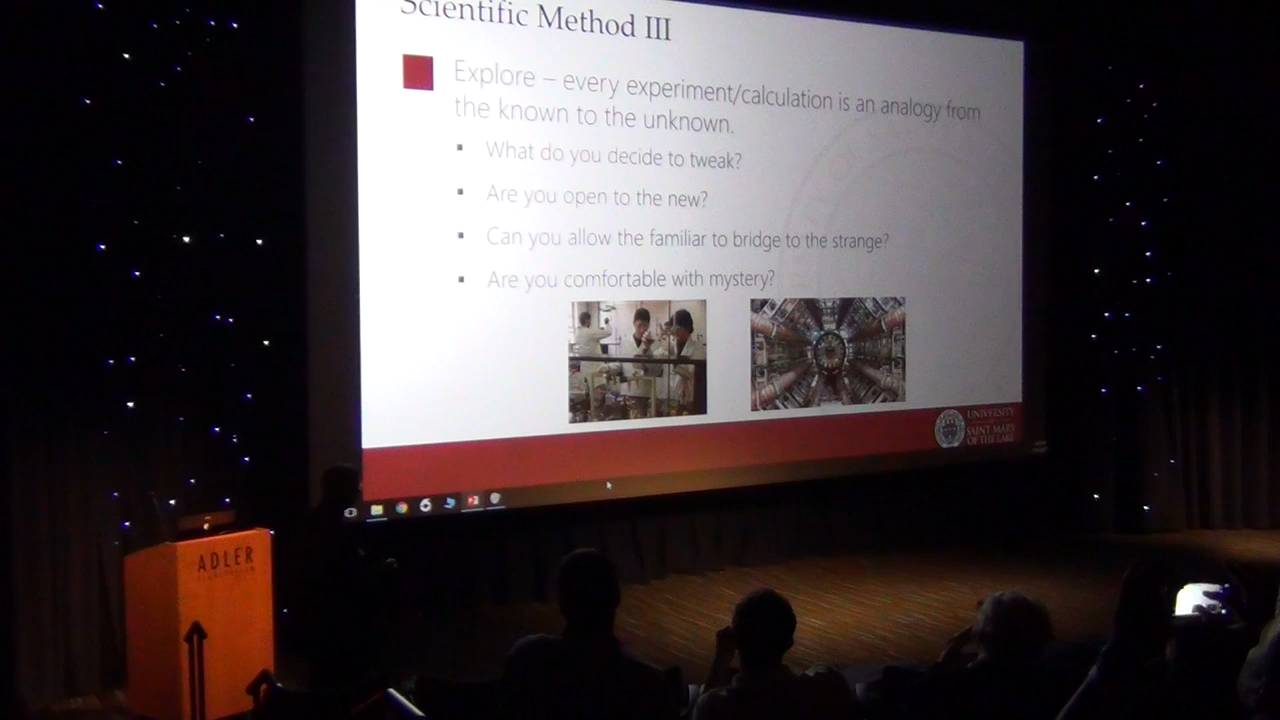 Scientific Method III
Explore – every experiment/calculation is an analogy from
the known to the unknown.
What do you decide to tweak?
Are you open to the new?
Can you allow the familiar to bridge to the strange?
Are you comfortable with mystery?
UNIVERSITY
SAINT MARY
OF THE LAKE
ADLER